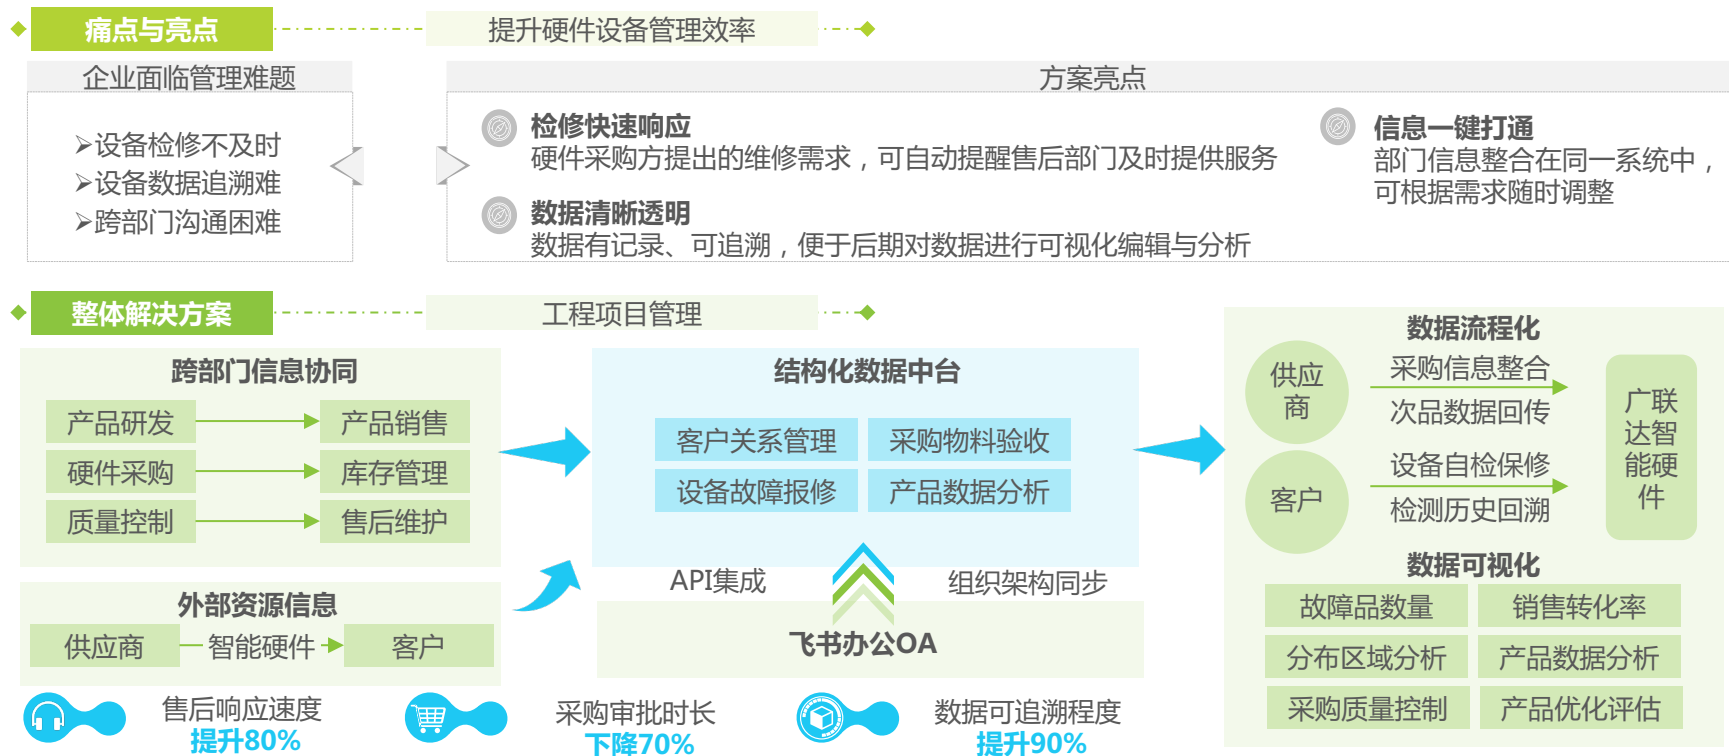 痛点与亮点
提升硬件设备管理效率
企业面临管理难题
➢设备检修不及时
➢设备数据追溯难
➢跨部门沟通困难
方案亮点
检修快速响应
硬件采购方提出的维修需求，可自动提醒售后部门及时提供服务
数据清晰透明
数据有记录、可追溯，便于后期对数据进行可视化编辑与分析
信息一键打通
部门信息整合在同一系统中，
可根据需求随时调整
整体解决方案
工程项目管理
跨部门信息协同
产品研发
产品销售
硬件采购
库存管理
质量控制
售后维护
外部资源信息
供应商
智能硬件
客户
结构化数据中台
客户关系管理
采购物料验收
设备故障报修
产品数据分析
API集成
组织架构同步
飞书办公OA
数据流程化
供应
商
采购信息整合
次品数据回传
客户
设备自检保修
检测历史回溯
广联
达智
能硬
件
数据可视化
故障品数量
销售转化率
分布区域分析
产品数据分析
采购质量控制
产品优化评估
售后响应速度
提升80%
采购审批时长
下降70%
数据可追溯程度
提升90%